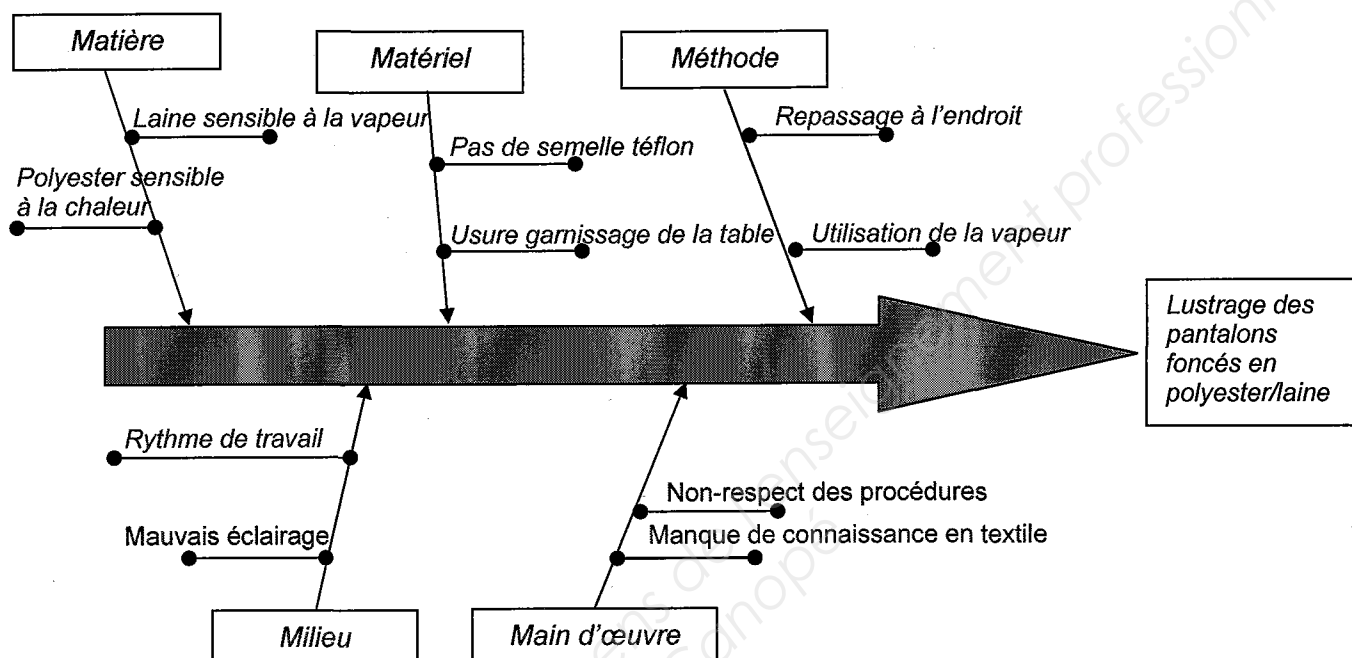 Matière
Matériel
Méthode
Laine sensible à la vapeur
Polyester sensible
à la chaleur
Pas de semelle téflon
Usure garnissage de la table
Repassage à l'endroit
Utilisation de la vapeur
Lustrage des
pantalons
foncés en
polyester/laine
Rythme de travail
Mauvais éclairage
Non-respect des procédures
Manque de connaissance en textile
Milieu
Main d'œuvre